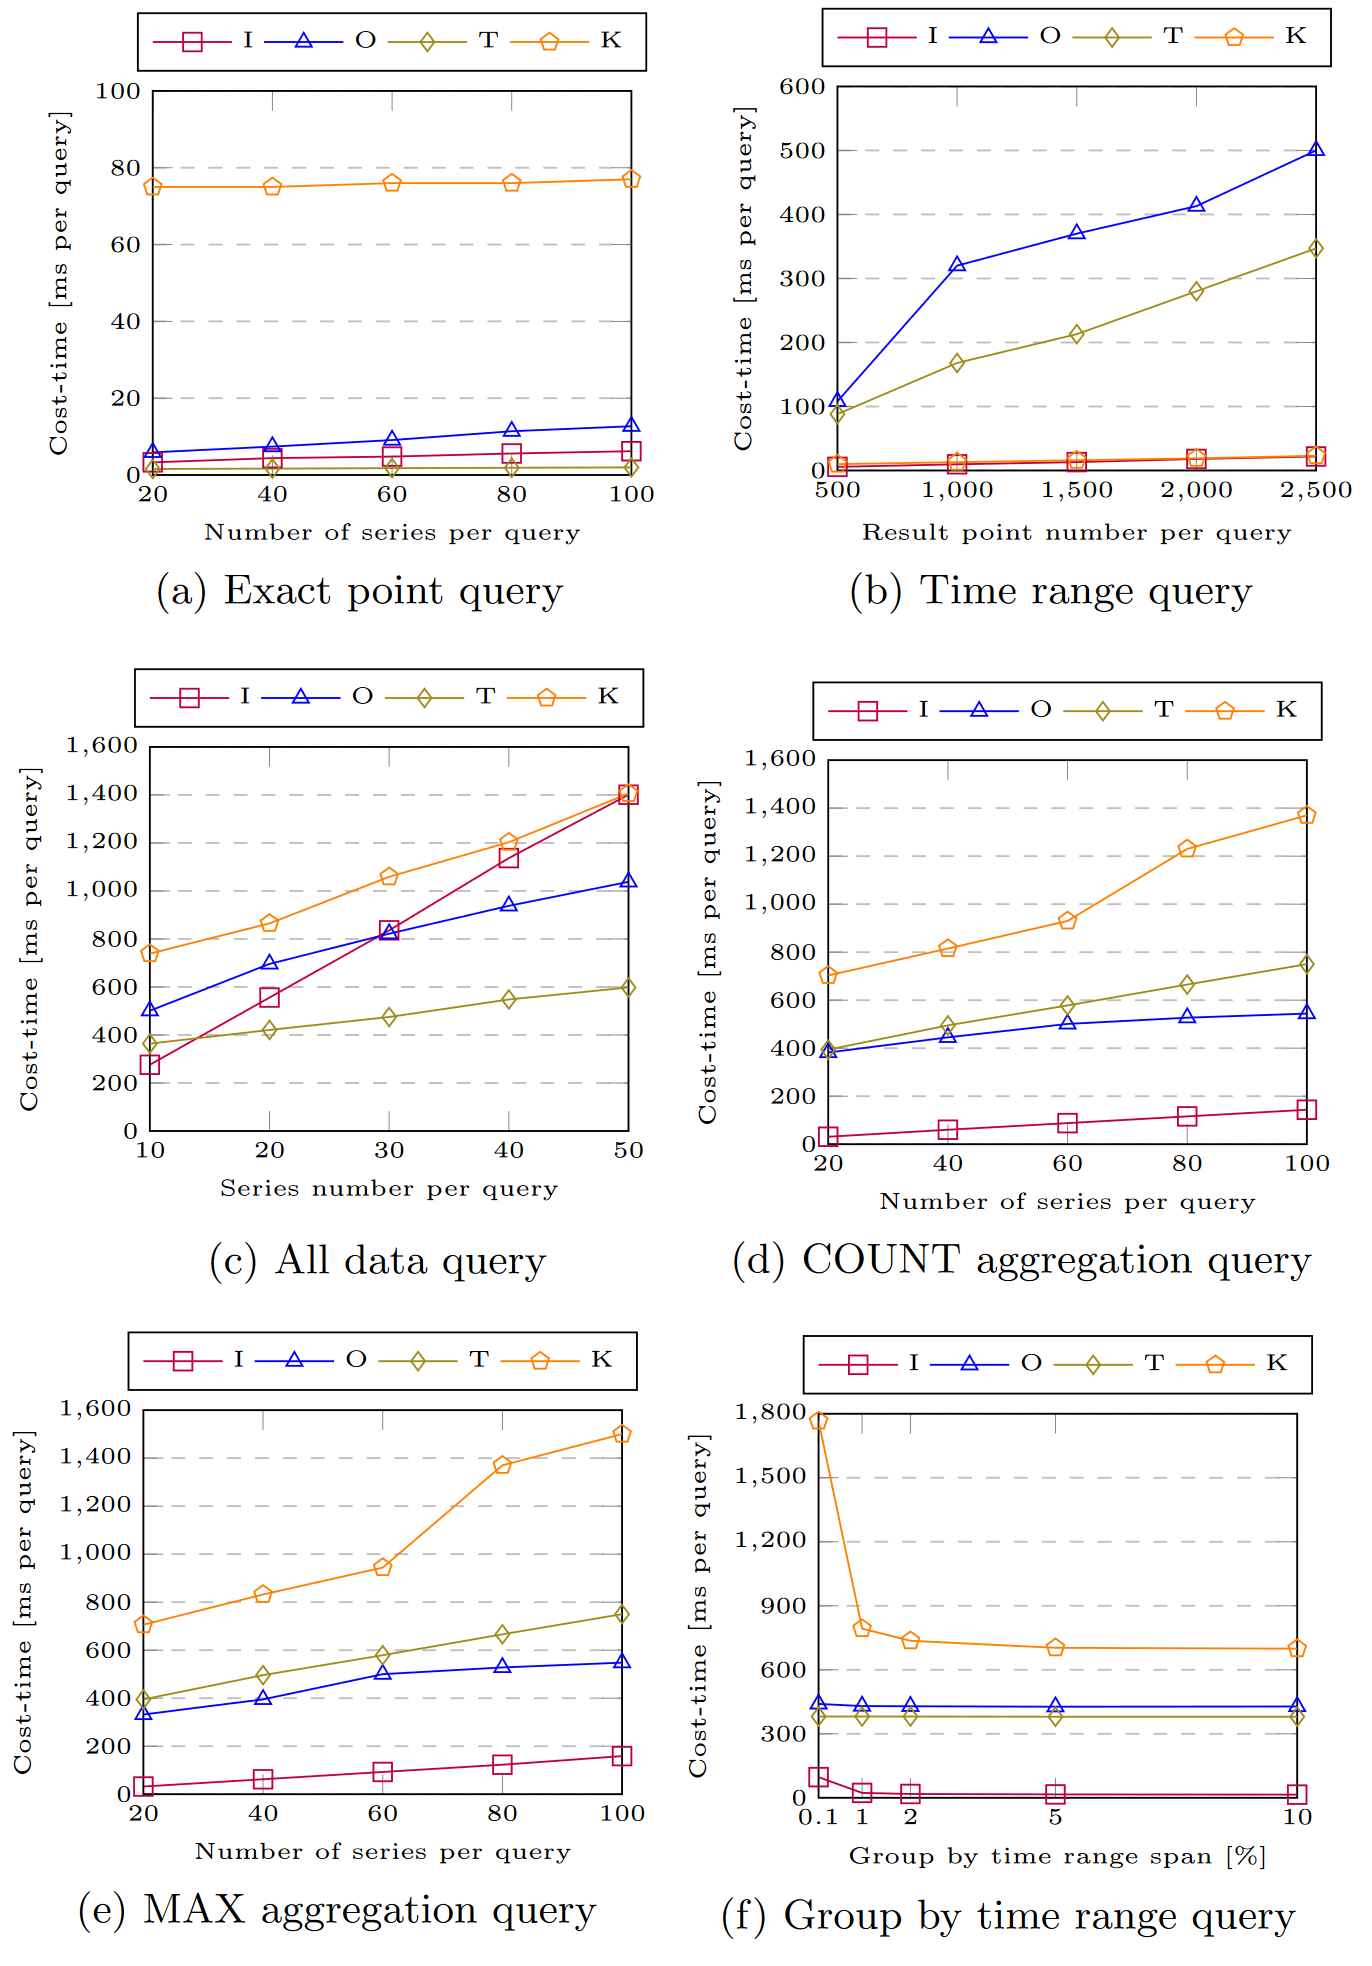 I O T K
100
80
60
40
20
0
20 40 60 80 100
Cost-time [ms per query]
Number of series per query
(a) Exact point query
I O T K
600
500
400
300
200
100
0
500 1,000 1,500 2,000 2,500
Cost-time [ms per query]
Result point number per query
(b) Time range query
I O T K
1,600
1,400
1,200
1,000
800
600
400
200
0
10 20 30 40 50
Cost-time [ms per query]
Series number per query
(c) All data query
I O T K
1,600
1,400
1,200
1,000
800
600
400
200
0
20 40 60 80 100
Cost-time [ms per query]
Number of series per query
(d) COUNT aggregation query
I O T K
1,600
1,400
1,200
1,000
800
600
400
200
0
20 40 60 80 100
Cost-time [ms per query]
Number of series per query
(e) MAX aggregation query
I O T K
1,800
1,500
1,200
900
600
300
0
0.1 1 2 5 10
Cost-time [ms per query]
Group by time range span [%]
(f) Group by time range query